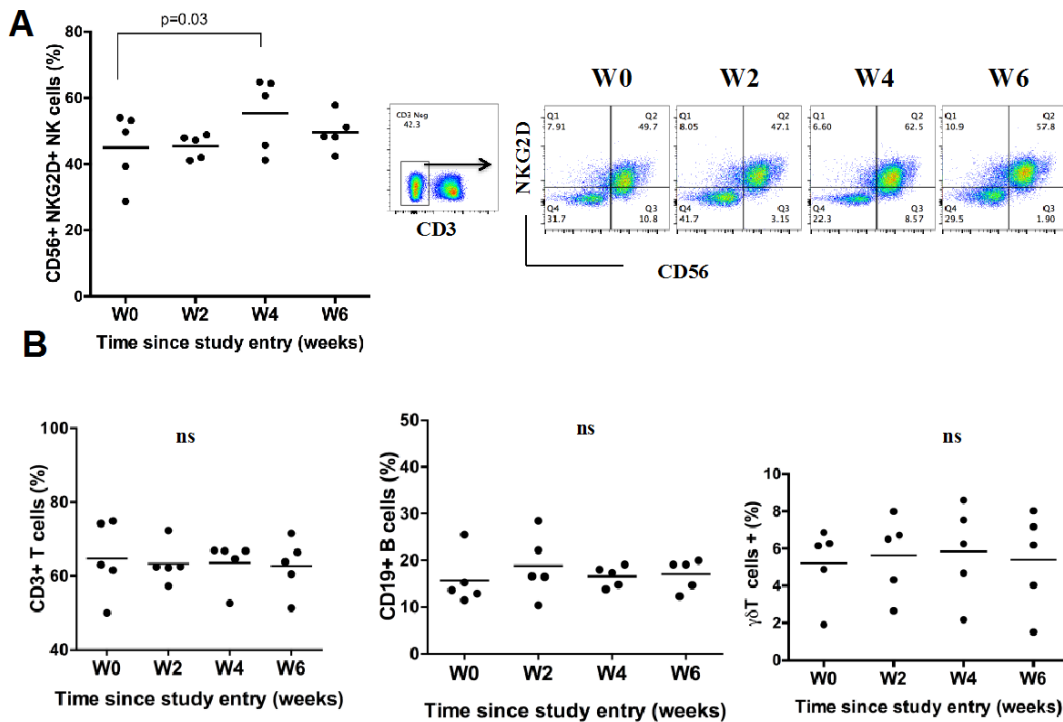 A
p=0.03
CD56+ NKG2D+ NK cells (%)
80
60
40
20
0
W0 W2 W4 W6
Time since study entry (weeks)
CD3 Neg
42.3
CD3
W0 W2 W4 W6
NKG2D
Q1
7.91
Q2
49.7
Q4
31.7
Q3
10.8
Q1
8.05
Q2
47.1
Q4
41.7
Q3
3.15
Q1
6.60
Q2
62.5
Q4
22.3
Q3
8.57
Q1
10.9
Q2
57.8
Q4
29.5
Q3
1.90
CD56
B
ns
CD3+ T cells (%)
100
80
60
40
W0 W2 W4 W6
Time since study entry (weeks)
ns
CD19+ B cells (%)
50
40
30
20
10
0
W0 W2 W4 W6
Time since study entry (weeks)
ns
γδT cells + (%)
10
8
6
4
2
0
W0 W2 W4 W6
Time since study entry (weeks)